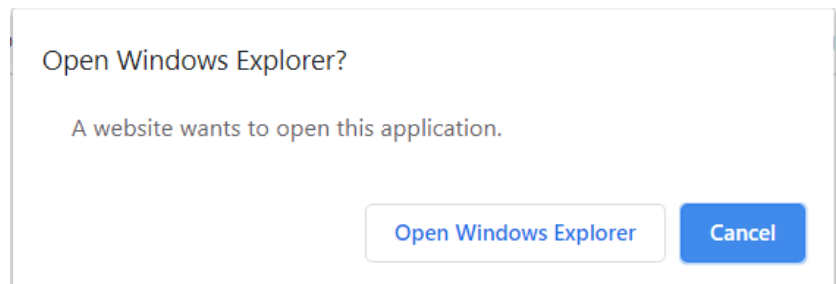 Open Windows Explorer?
A website wants to open this application.
Open Windows Explorer Cancel